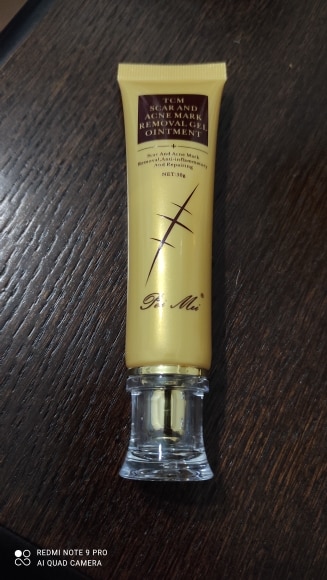 TCM
SCAR AND
ACNE MARK
REMOVAL GEL
OINTMENT
Scar And Acne Mark
Removal,Anti-inflammatory
And Repairing
NET:30g
Fei Mei
REDMI NOTE 9 PRO
AI QUAD CAMERA